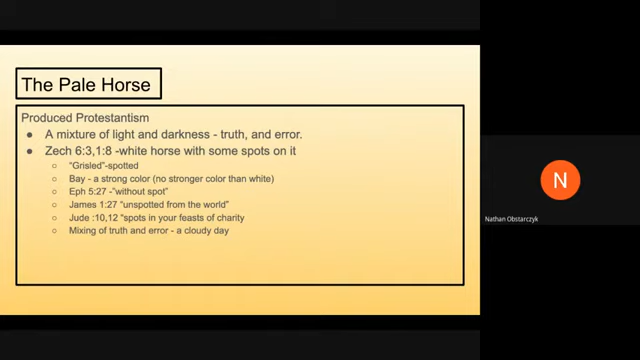 The Pale Horse
Produced Protestantism
● A mixture of light and darkness - truth, and error.
● Zech 6:3,1:8 -white horse with some spots on it
○ "Grisled"-spotted
○ Bay - a strong color (no stronger color than white)
○ Eph 5:27 -"without spot"
○ James 1:27 "unspotted from the world"
○ Jude :10,12 "spots in your feasts of charity
○ Mixing of truth and error - a cloudy day
N
Nathan Obstarczyk